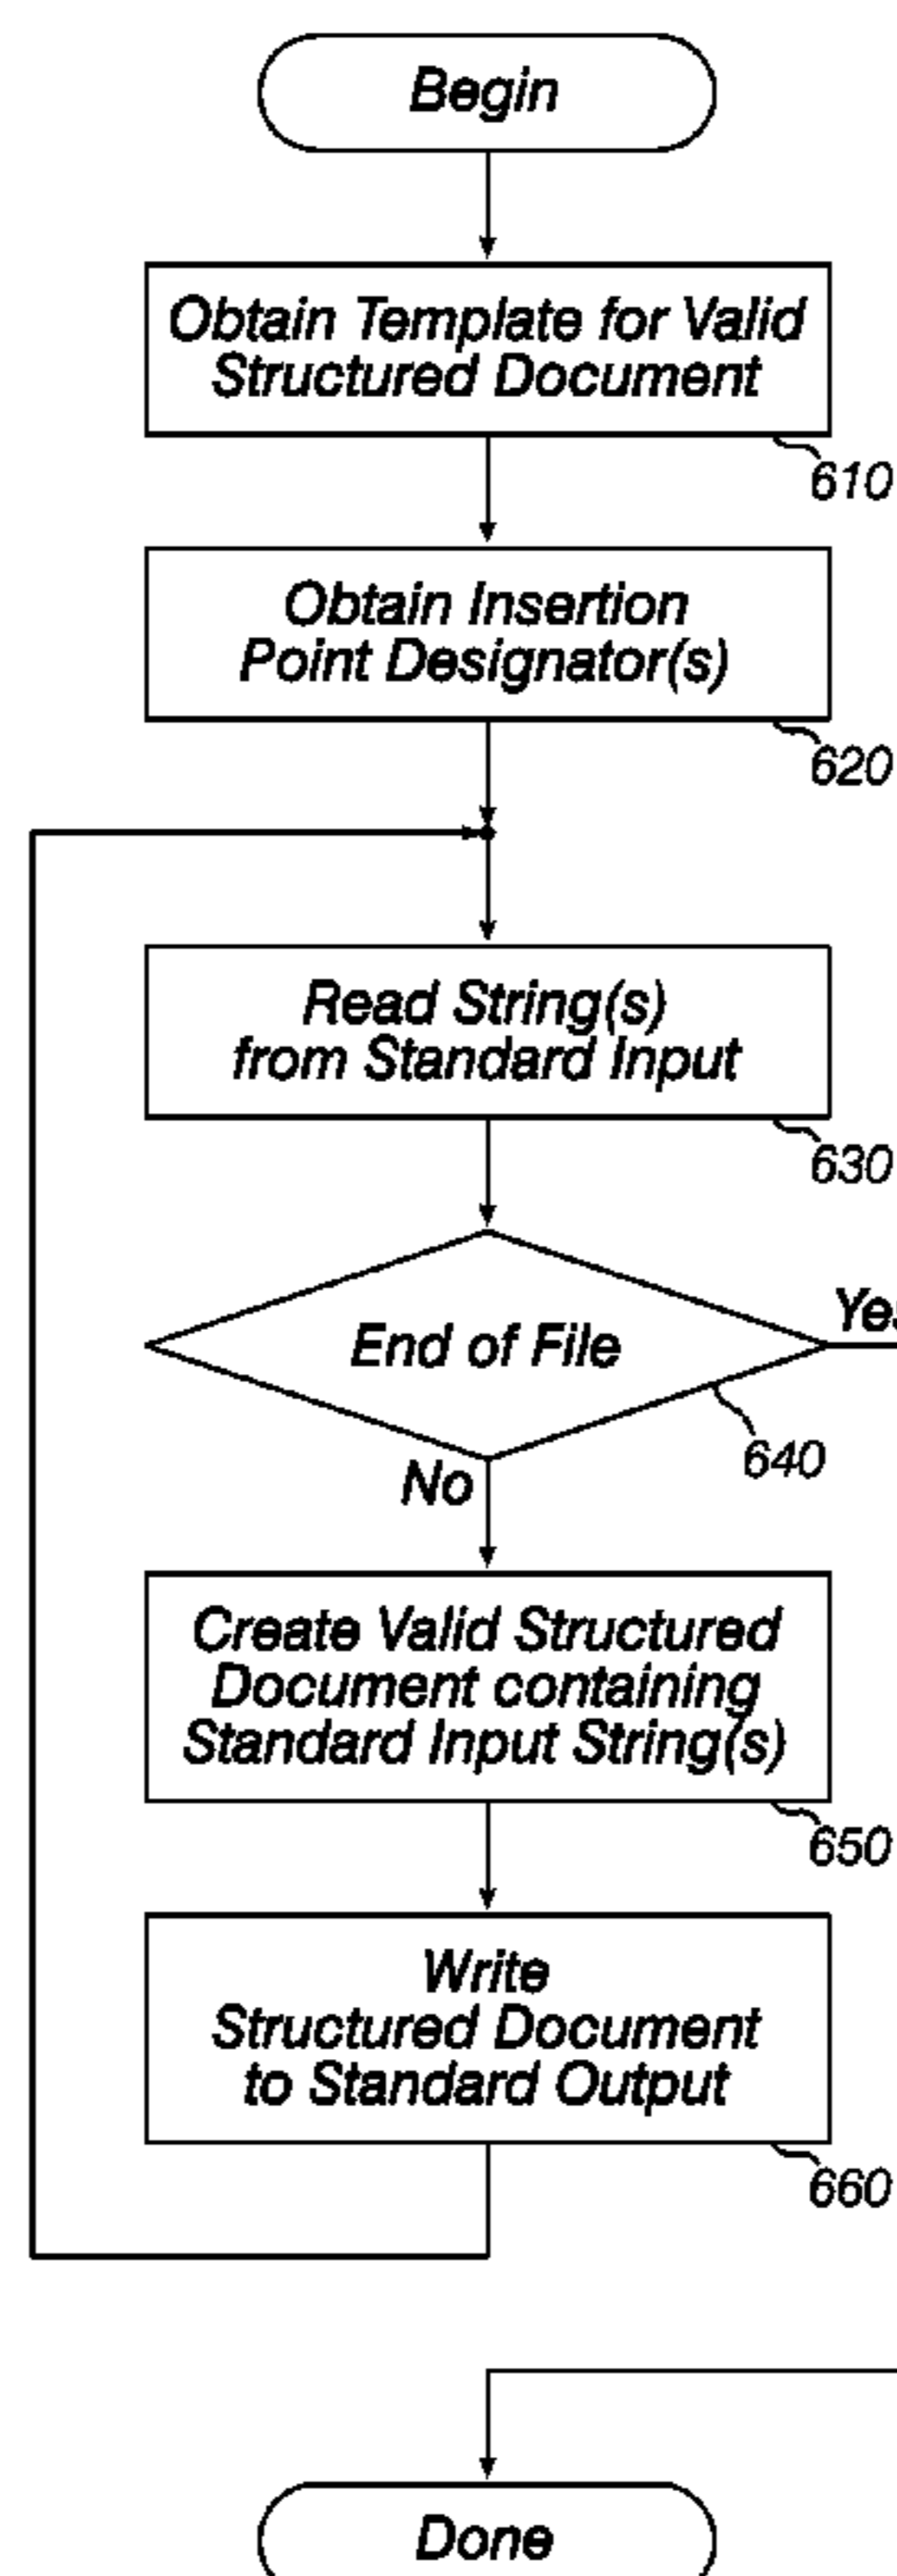 Begin
Obtain Template for Valid
Structured Document
610
Obtain Insertion
Point Designator(s)
620
Read String(s)
from Standard Input
630
End of File
Yes
640
No
Create Valid Structured
Document containing
Standard Input String(s)
650
Write
Structured Document
to Standard Output
660
Done